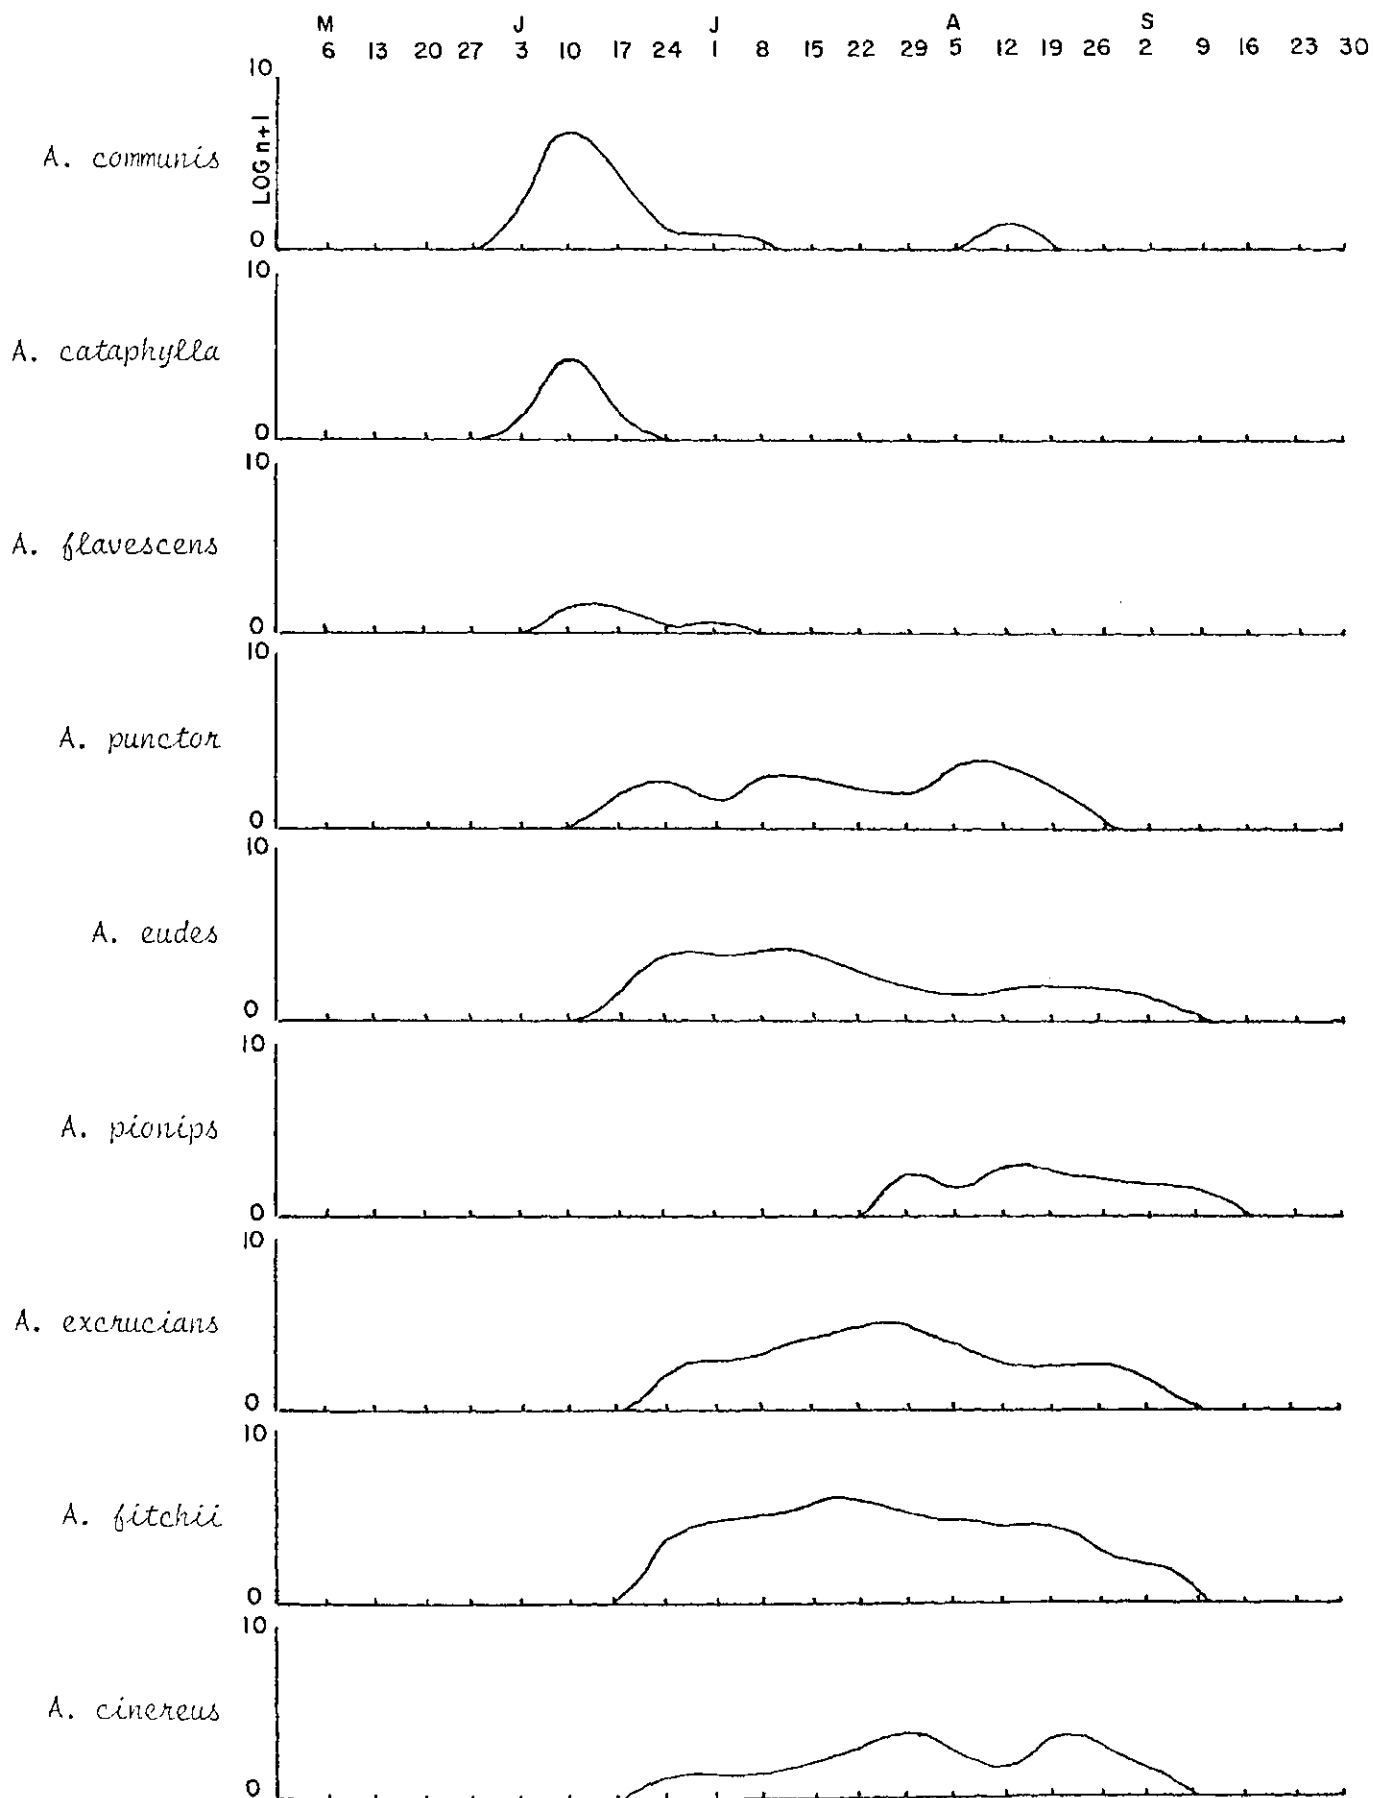 M J J A S
6 13 20 27 3 10 17 24 1 8 15 22 29 5 12 19 26 2 9 16 23 30
10
LOG n+1
A. communis
0
10
A. cataphylla
0
10
A. flavescens
0
10
A. punctor
0
10
A. eudes
0
10
A. pionips
0
10
A. excrucians
0
10
A. fitchii
0
10
A. cinereus
0